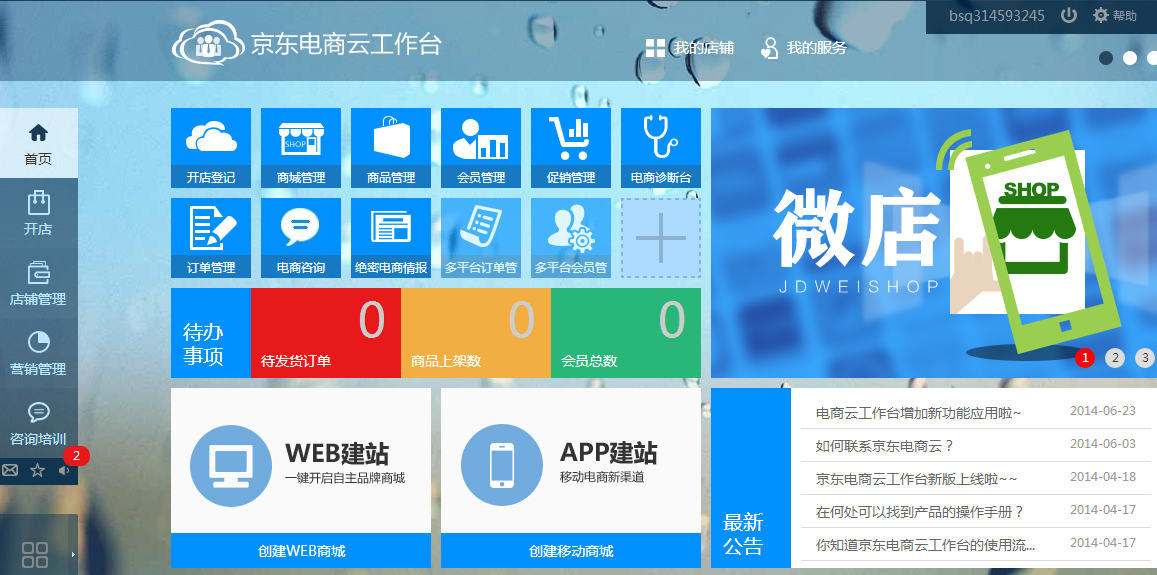 bsq314593245
帮助
京东电商云工作台
我的店铺
我的服务
首页
开店
店铺管理
营销管理
咨询培训
2
开店登记
SHOP
商城管理
商品管理
会员管理
促销管理
电商诊断台
订单管理
电商咨询
绝密电商情报
多平台订单管
多平台会员管
待办
事项
0
待发货订单
0
商品上架数
0
会员总数
微店
JDWEISHOP
SHOP
1
2
3
WEB建站
一键开启自主品牌商城
创建WEB商城
APP建站
移动电商新渠道
创建移动商城
最新
公告
电商云工作台增加新功能应用啦~ 2014-06-23
如何联系京东电商云？ 2014-06-03
京东电商云工作台新版上线啦~~ 2014-04-18
在何处可以找到产品的操作手册？ 2014-04-17
你知道京东电商云工作台的使用流... 2014-04-17